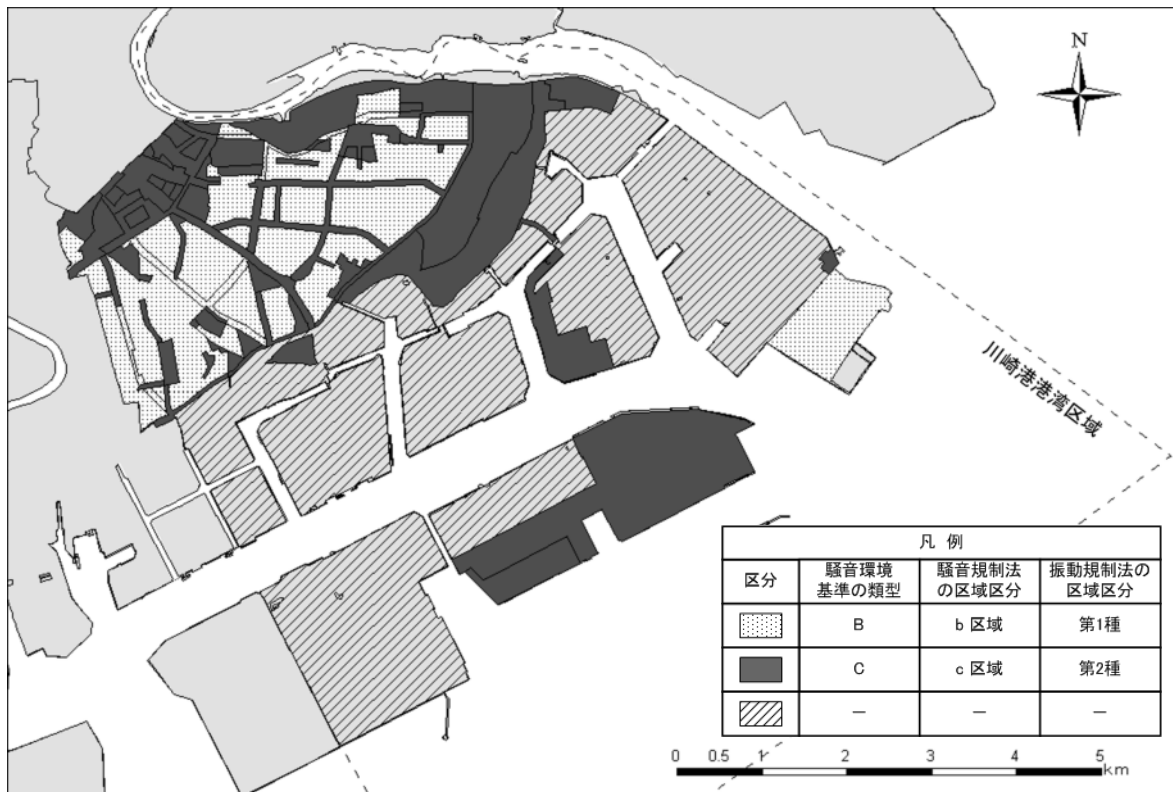 N
川崎港港湾区域
凡 例
区分
騒音環境
基準の類型
騒音規制法
の区域区分
振動規制法の
区域区分
B
b 区域
第1種
C
c 区域
第2種
－
－
－
0 0.5 1 2 3 4 5
km